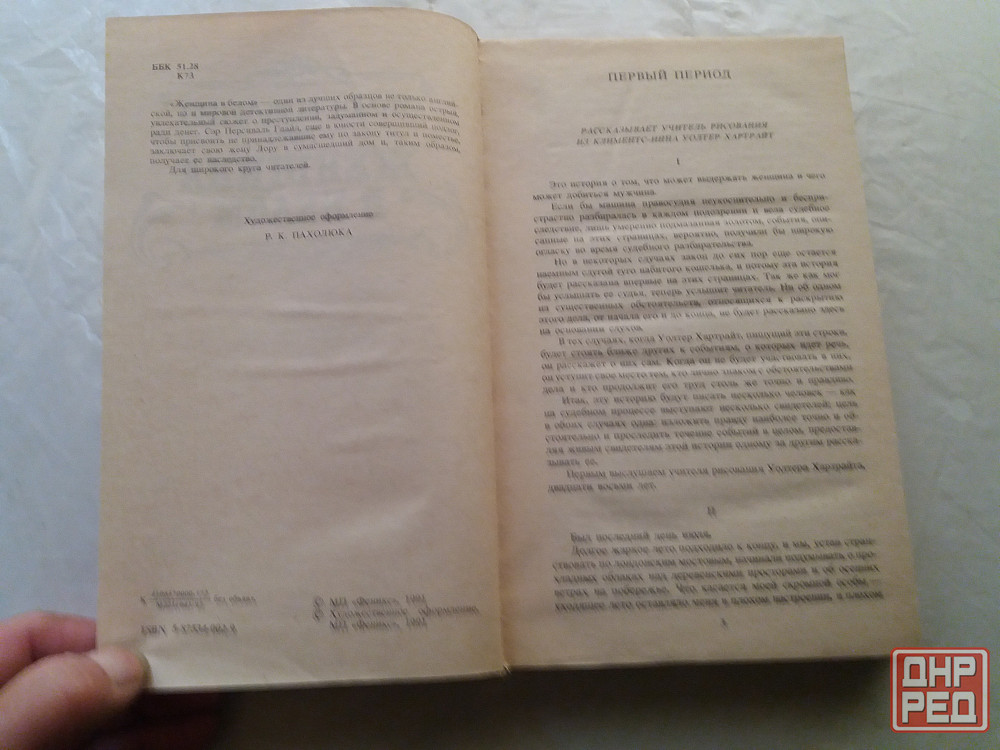 ББК 51.28
К73
«Женщина в белом» — один из лучших образцов не только англий-
ской, но и мировой детективной литературы. В основе романа острый,
увлекательный сюжет о преступлении, задуманном и осуществленном
ради денег. Сэр Персиваль Глайд, еще в юности совершивший подлог,
чтобы присвоить не принадлежавшие ему по закону титул и поместье,
заключает свою жену Лору в сумасшедший дом и, таким образом,
получает ее наследство.
Для широкого круга читателей.
Художественное оформление
Р. К. ПАХОЛЮКА
без объявл.
ISBN
© МП «Феникс», 1991
© Художественное оформление,
МП «Феникс», 1991
ПЕРВЫЙ ПЕРИОД
РАССКАЗЫВАЕТ УЧИТЕЛЬ РИСОВАНИЯ
ИЗ КЛИМЕНТС-ИННА УОЛТЕР ХАРТРАЙТ
I
Это история о том, что может выдержать женщина и чего
может добиться мужчина.
Если бы машина правосудия неукоснительно и беспри-
страстно разбиралась в каждом подозрении и вела судебное
следствие, лишь умеренно подмазанная золотом, события, опи-
санные на этих страницах, вероятно, получили бы широкую
огласку во время судебного разбирательства.
Но в некоторых случаях закон до сих пор еще остается
наемным слугой туго набитого кошелька, и потому эта история
будет рассказана впервые на этих страницах. Так же как мог
бы услышать ее судья, теперь услышит читатель. Ни об одном
из существенных обстоятельств, относящихся к раскрытию
этого дела, от начала его и до конца, не будет рассказано здесь
на основании слухов.
В тех случаях, когда Уолтер Хартрайт, пишущий эти строки,
будет стоять ближе других к событиям, о которых идет речь,
он расскажет о них сам. Когда он не будет участвовать в них,
он уступит свое место тем, кто лично знаком с обстоятельствами
дела и кто продолжит его труд столь же точно и правдиво.
Итак, эту историю будут писать несколько человек — как
на судебном процессе выступают несколько свидетелей; цель
в обоих случаях одна: изложить правду наиболее точно и об-
стоятельно и проследить течение событий в целом, предостав-
ляя живым свидетелям этой истории одному за другим расска-
зывать ее.
Первым выслушаем учителя рисования Уолтера Хартрайта,
двадцати восьми лет.
II
Был последний день июля.
Долгое жаркое лето подходило к концу, и мы, устав стран-
ствовать по лондонским мостовым, начинали подумывать о про-
хладных облаках над деревенскими просторами и об осенних
ветрах на побережье. Что касается моей скромной особы —
уходящее лето оставляло меня в плохом настроении, в плохом
3
ДНР
РЕД